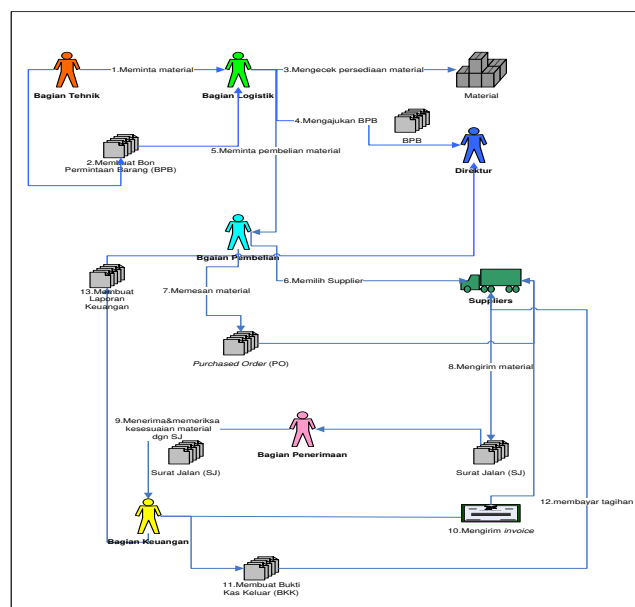 1.Meminta material
3.Mengecek persediaan material
Bagian Tehnik
Bagian Logistik
Material
4.Mengajukan BPB
BPB
5.Meminta pembelian material
2.Membuat Bon
Permintaan Barang (BPB)
Direktur
Bgaian Pembelian
6.Memilih Supplier
7.Memesan material
13.Membuat
Laporan
Keuangan
Suppliers
Purchased Order (PO)
8.Mengirim material
9.Menerima&memeriksa
kesesuaian material
dgn SJ
Bagian Penerimaan
Surat Jalan (SJ)
Surat Jalan (SJ)
12.membayar tagihan
Bagian Keuangan
10.Mengirim invoice
11.Membuat Bukti
Kas Keluar (BKK)